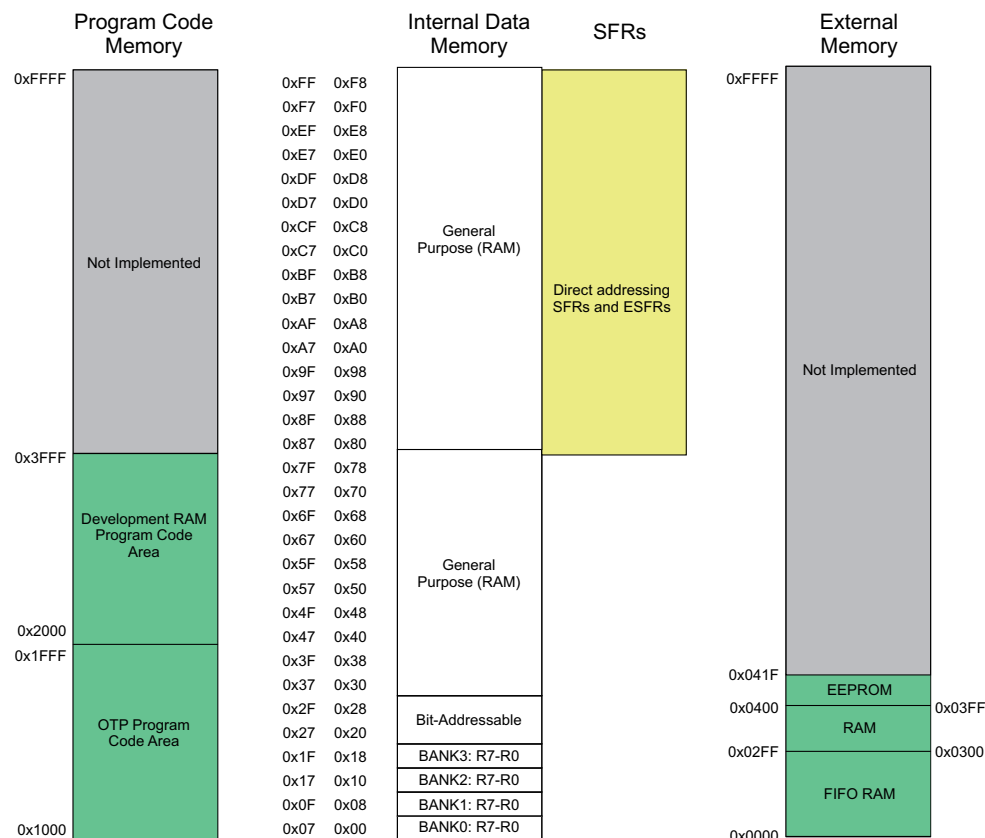 Program Code
Memory
Internal Data
Memory
SFRs
External
Memory
0xFFFF
Not Implemented
0x3FFF
Development RAM
Program Code
Area
0x2000
0x1FFF
OTP Program
Code Area
0x1000
0xFF 0xF8
0xF7 0xF0
0xEF 0xE8
0xE7 0xE0
0xDF 0xD8
0xD7 0xD0
0xCF 0xC8
0xC7 0xC0
0xBF 0xB8
0xB7 0xB0
0xAF 0xA8
0xA7 0xA0
0x9F 0x98
0x97 0x90
0x8F 0x88
0x87 0x80
0x7F 0x78
0x77 0x70
0x6F 0x68
0x67 0x60
0x5F 0x58
0x57 0x50
0x4F 0x48
0x47 0x40
0x3F 0x38
0x37 0x30
0x2F 0x28
0x27 0x20
0x1F 0x18
0x17 0x10
0x0F 0x08
0x07 0x00
General
Purpose (RAM)
General
Purpose (RAM)
Bit-Addressable
BANK3: R7-R0
BANK2: R7-R0
BANK1: R7-R0
BANK0: R7-R0
Direct addressing
SFRs and ESFRs
0xFFFF
Not Implemented
0x041F
EEPROM
0x0400
0x03FF
RAM
0x02FF
0x0300
FIFO RAM
0x0000